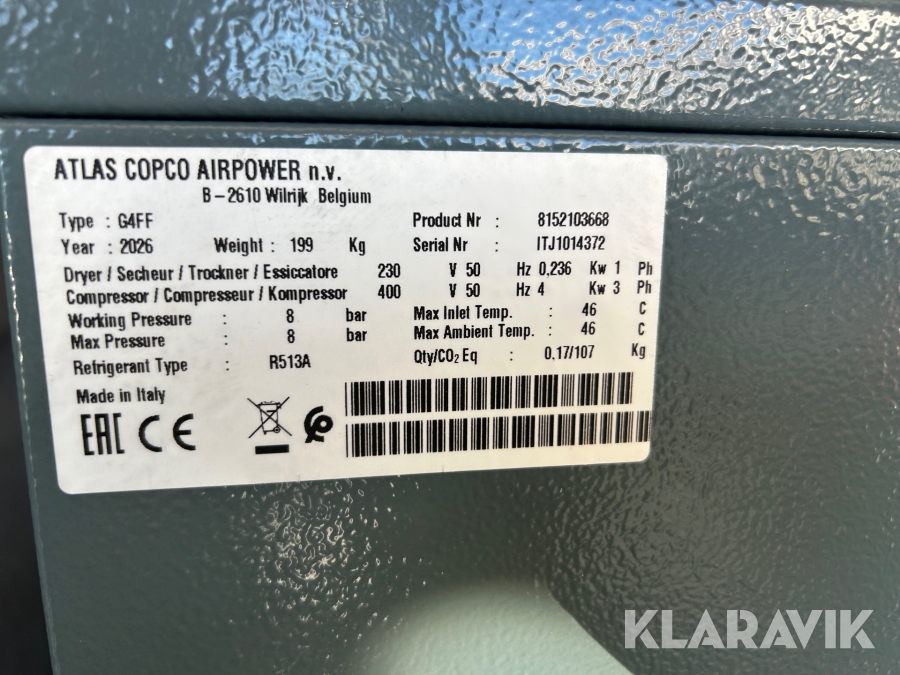 ATLAS COPCO AIRPOWER n.v.
B-2610 Wilrijk Belgium
Type : G4FF Product Nr : 8152103668
Year : 2026 Weight : 199 Kg Serial Nr : ITJ1014372
Dryer / Secheur / Trockner / Essiccatore 230 V 50 Hz 0,236 Kw 1 Ph
Compressor / Compresseur / Kompressor 400 V 50 Hz 4 Kw 3 Ph
Working Pressure : 8 bar Max Inlet Temp. : 46 C
Max Pressure : 8 bar Max Ambient Temp. : 46 C
Refrigerant Type : R513A Qty/CO2 Eq : 0,17/107 Kg
Made in Italy
EAC CE
KLARAVIK